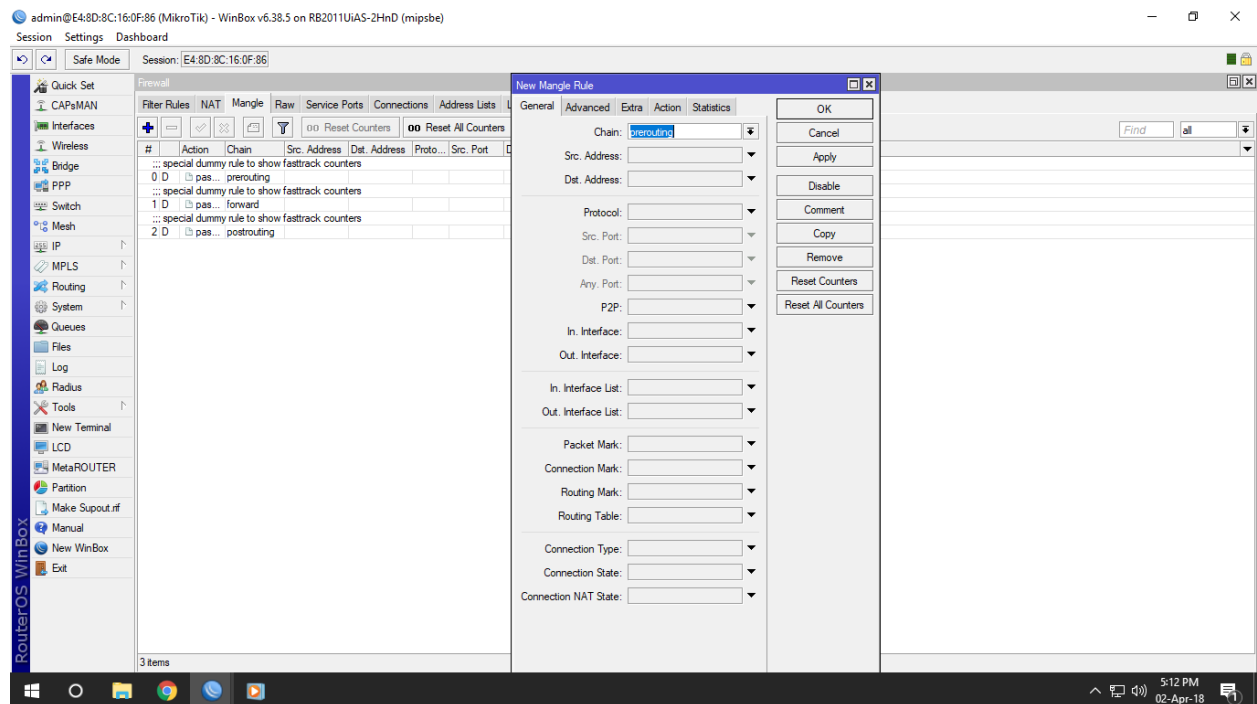 admin@E4:8D:8C:16:0F:86 (MikroTik) - WinBox v6.38.5 on RB2011UiAS-2HnD (mipsbe)
Session Settings Dashboard
Safe Mode Session: E4:8D:8C:16:0F:86
Quick Set
CAPsMAN
Interfaces
Wireless
Bridge
PPP
Switch
Mesh
IP
MPLS
Routing
System
Queues
Files
Log
Radius
Tools
New Terminal
LCD
MetaROUTER
Partition
Make Supout.rif
Manual
New WinBox
Exit
RouterOS WinBox
Firewall
Filter Rules NAT Mangle Raw Service Ports Connections Address Lists
00 Reset Counters 00 Reset All Counters
Find all
# Action Chain Src. Address Dst. Address Proto... Src. Port
;;; special dummy rule to show fasttrack counters
0 D pas... prerouting
;;; special dummy rule to show fasttrack counters
1 D pas... forward
;;; special dummy rule to show fasttrack counters
2 D pas... postrouting
3 items
New Mangle Rule
General Advanced Extra Action Statistics
Chain: prerouting
Src. Address:
Dst. Address:
Protocol:
Src. Port:
Dst. Port:
Any. Port:
P2P:
In. Interface:
Out. Interface:
In. Interface List:
Out. Interface List:
Packet Mark:
Connection Mark:
Routing Mark:
Routing Table:
Connection Type:
Connection State:
Connection NAT State:
OK
Cancel
Apply
Disable
Comment
Copy
Remove
Reset Counters
Reset All Counters
5:12 PM
02-Apr-18
1